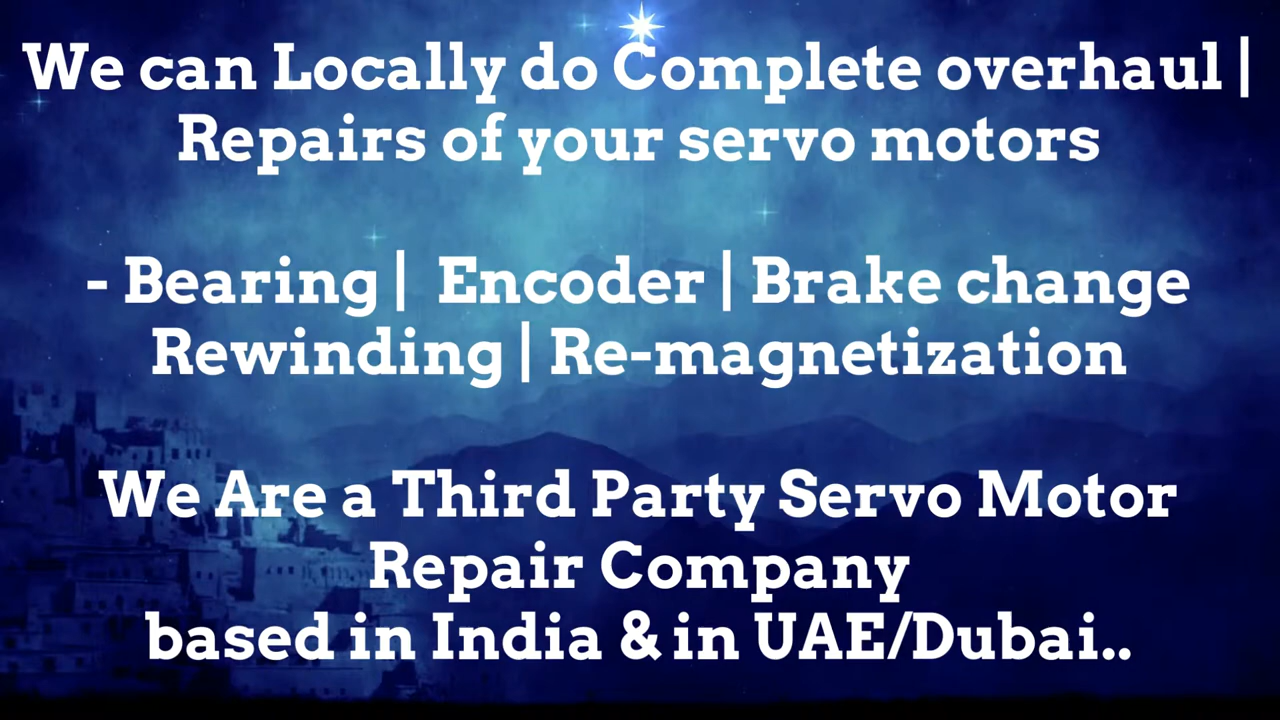 We can Locally do Complete overhaul |
Repairs of your servo motors
- Bearing | Encoder | Brake change
Rewinding | Re-magnetization
We Are a Third Party Servo Motor
Repair Company
based in India & in UAE/Dubai..